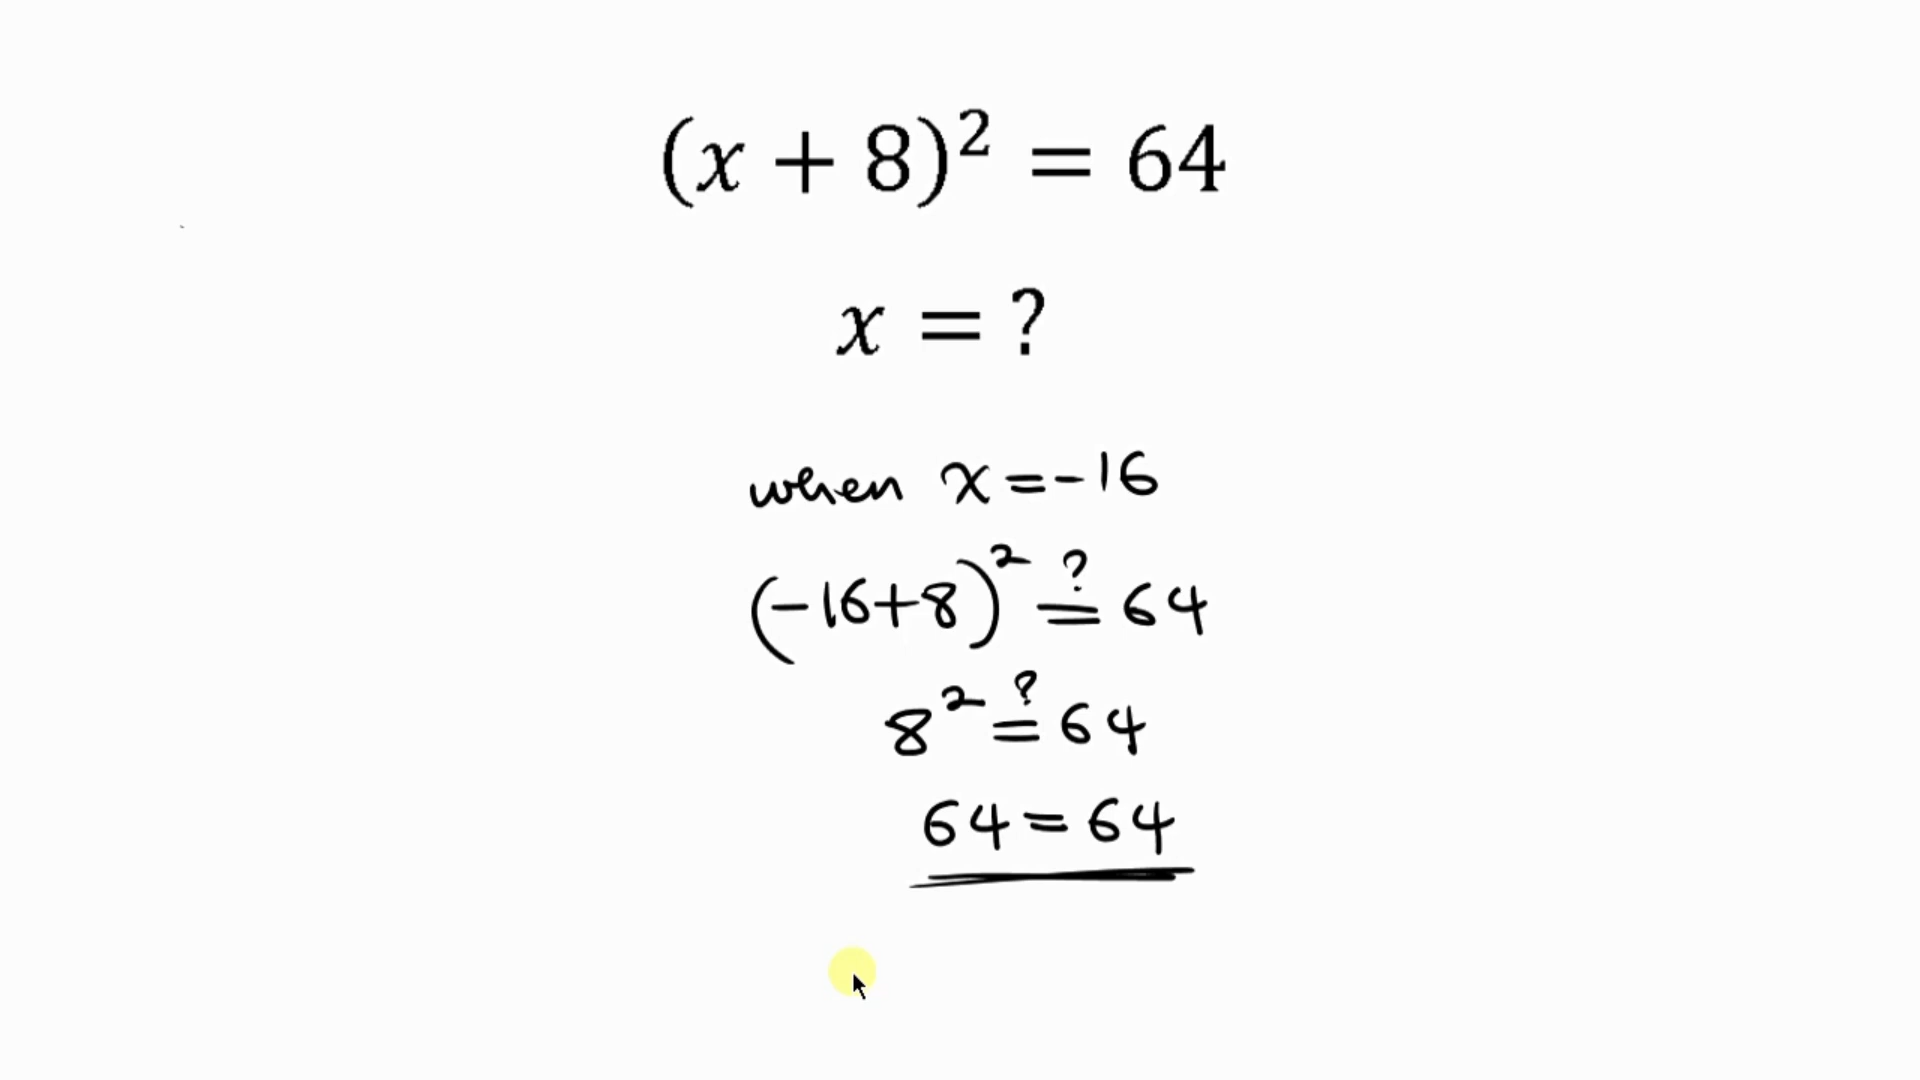 (x + 8)² = 64
x = ?
when x = -16
(-16+8)² ≟ 64
8² ≟ 64
64 = 64